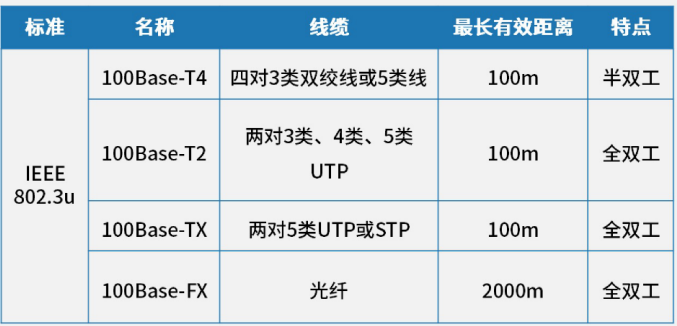 标准 名称 线缆 最长有效距离 特点
IEEE
802.3u
100Base-T4 四对3类双绞线或5类线 100m 半双工
100Base-T2 两对3类、4类、5类
UTP 100m 全双工
100Base-TX 两对5类UTP或STP 100m 全双工
100Base-FX 光纤 2000m 全双工